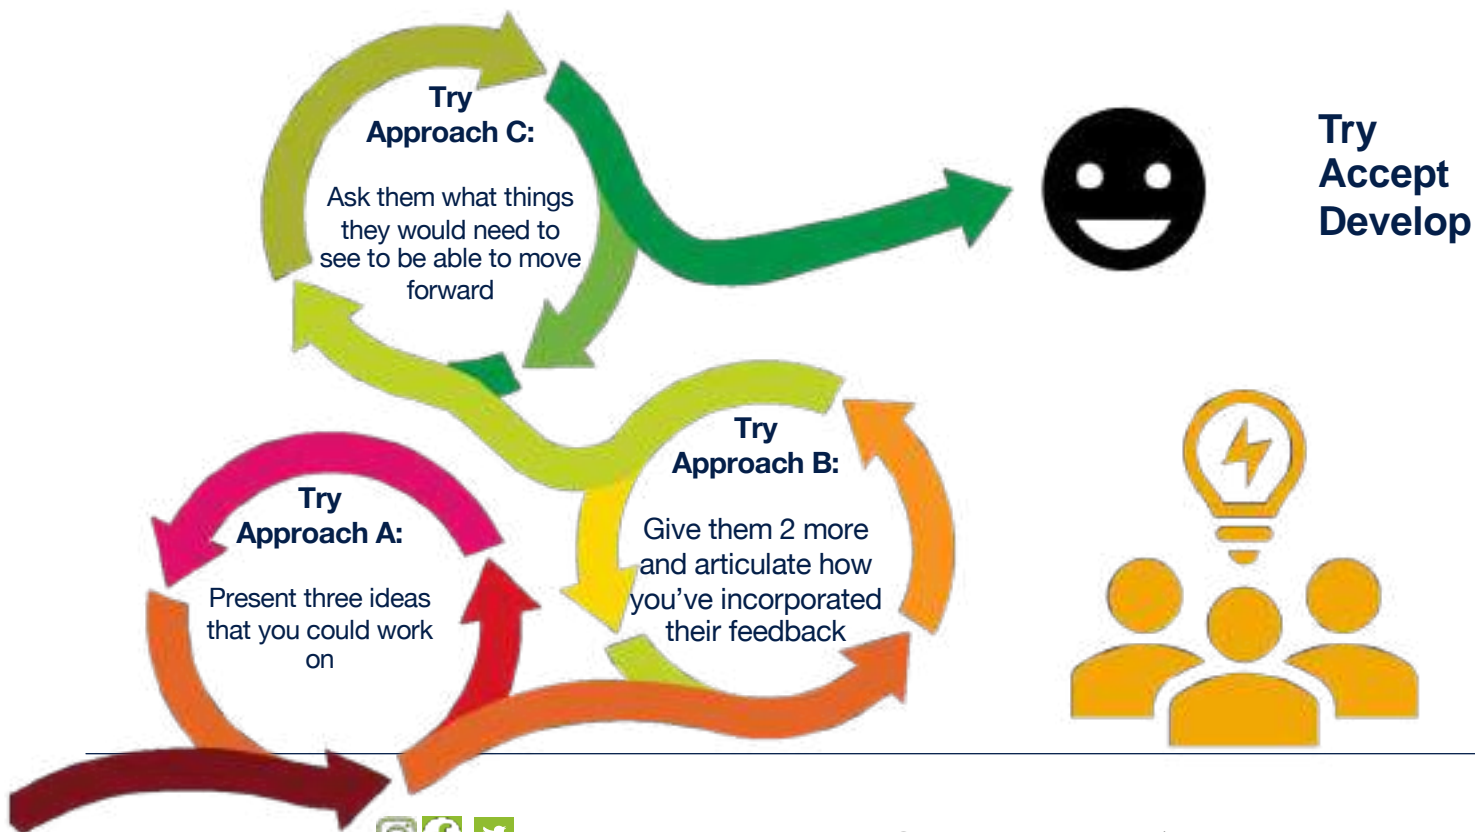 Try
Approach C:
Ask them what things
they would need to
see to be able to move
forward
Try
Accept
Develop
Try
Approach B:
Give them 2 more
and articulate how
you’ve incorporated
their feedback
Try
Approach A:
Present three ideas
that you could work
on